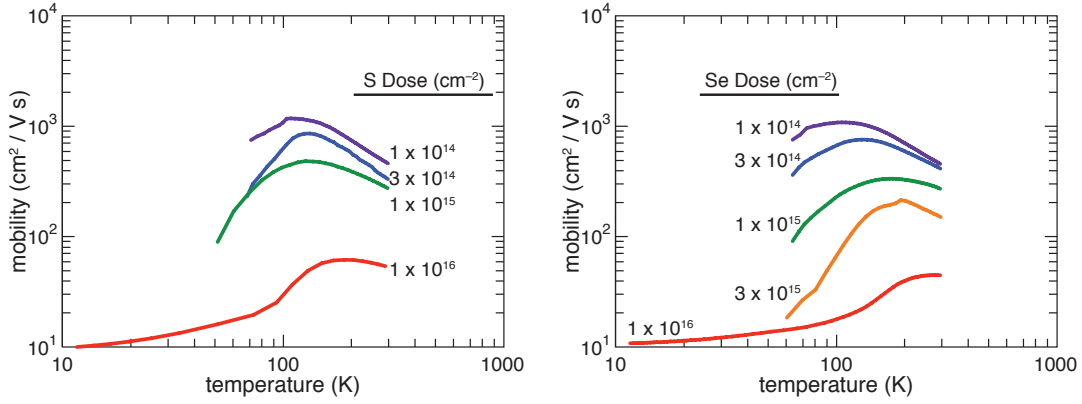 10⁴
10³
10²
10¹
mobility (cm² / V s)
10
100
1000
temperature (K)
S Dose (cm⁻²)
1 x 10¹⁴
3 x 10¹⁴
1 x 10¹⁵
1 x 10¹⁶
10⁴
10³
10²
10¹
mobility (cm² / V s)
10
100
1000
temperature (K)
Se Dose (cm⁻²)
1 x 10¹⁴
3 x 10¹⁴
1 x 10¹⁵
3 x 10¹⁵
1 x 10¹⁶